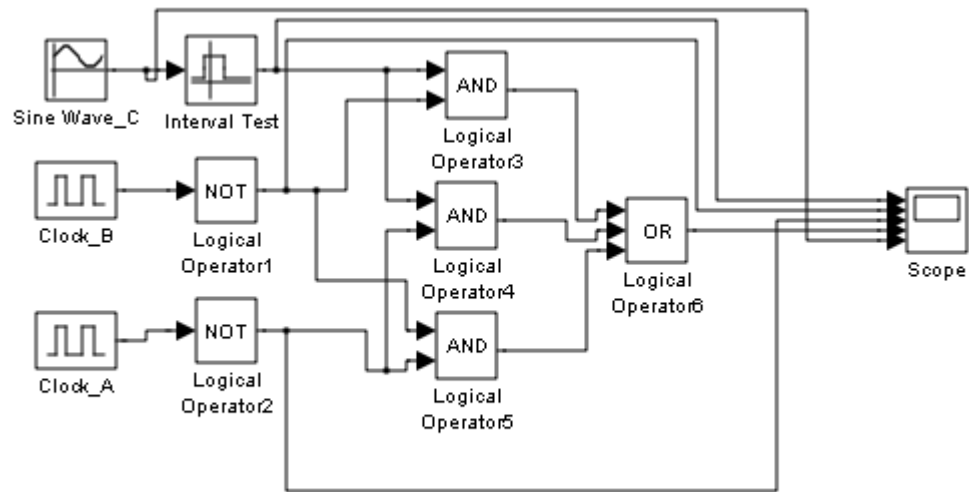 AND
Sine Wave_C
Interval Test
Logical
Operator3
NOT
AND
OR
Clock_B
Logical
Operator1
Logical
Operator4
Logical
Operator6
Scope
NOT
AND
Clock_A
Logical
Operator2
Logical
Operator5